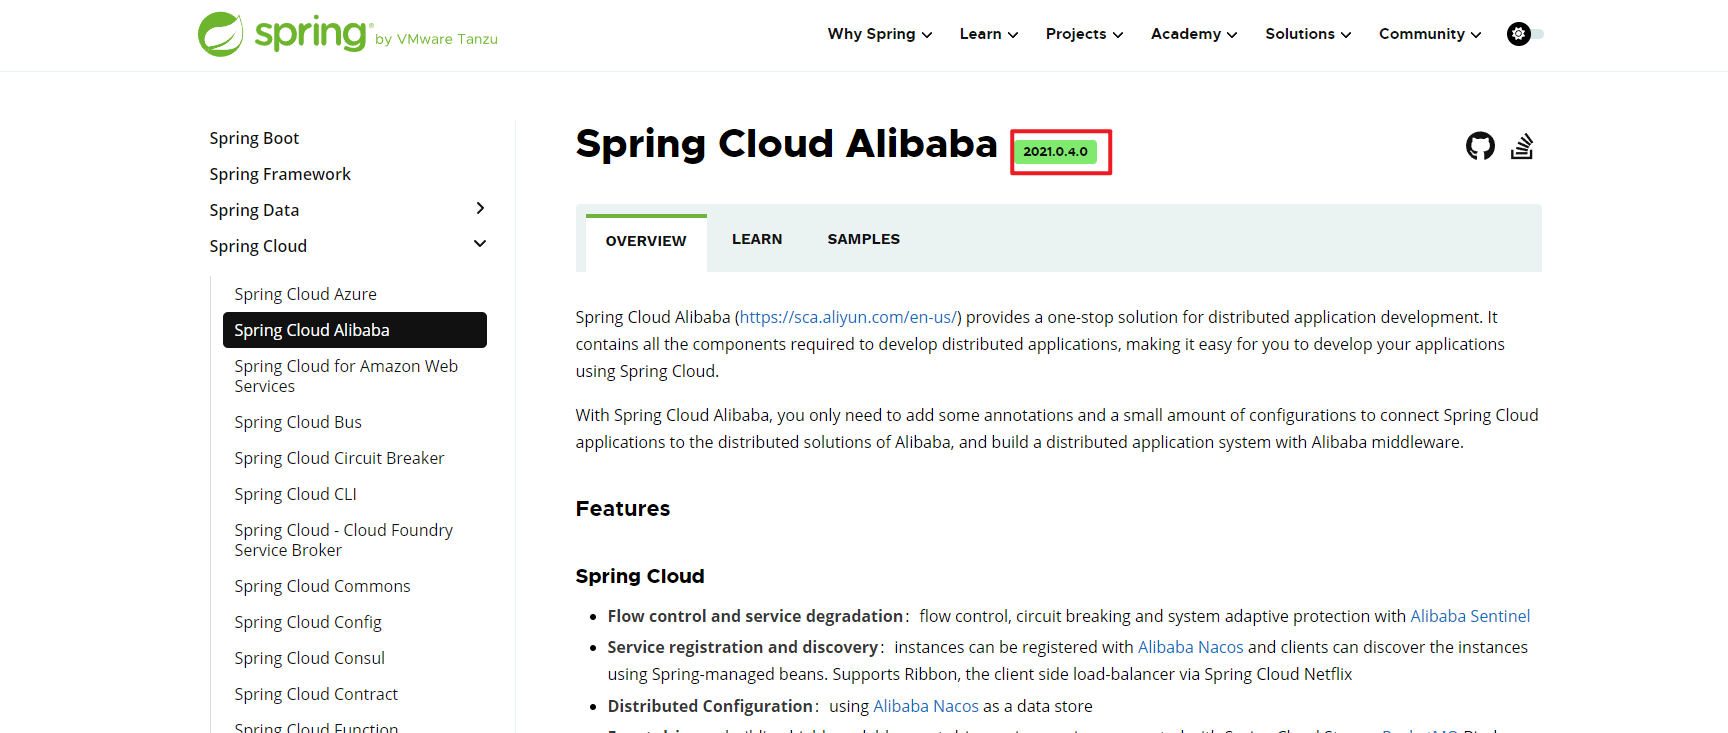 spring® by VMware Tanzu
Why Spring Learn Projects Academy Solutions Community
Spring Boot
Spring Framework
Spring Data
Spring Cloud
Spring Cloud Azure
Spring Cloud Alibaba
Spring Cloud for Amazon Web
Services
Spring Cloud Bus
Spring Cloud Circuit Breaker
Spring Cloud CLI
Spring Cloud - Cloud Foundry
Service Broker
Spring Cloud Commons
Spring Cloud Config
Spring Cloud Consul
Spring Cloud Contract
Spring Cloud Function
Spring Cloud Alibaba 2021.0.4.0
OVERVIEW LEARN SAMPLES
Spring Cloud Alibaba (https://sca.aliyun.com/en-us/) provides a one-stop solution for distributed application development. It
contains all the components required to develop distributed applications, making it easy for you to develop your applications
using Spring Cloud.
With Spring Cloud Alibaba, you only need to add some annotations and a small amount of configurations to connect Spring Cloud
applications to the distributed solutions of Alibaba, and build a distributed application system with Alibaba middleware.
Features
Spring Cloud
• Flow control and service degradation： flow control, circuit breaking and system adaptive protection with Alibaba Sentinel
• Service registration and discovery： instances can be registered with Alibaba Nacos and clients can discover the instances
using Spring-managed beans. Supports Ribbon, the client side load-balancer via Spring Cloud Netflix
• Distributed Configuration： using Alibaba Nacos as a data store